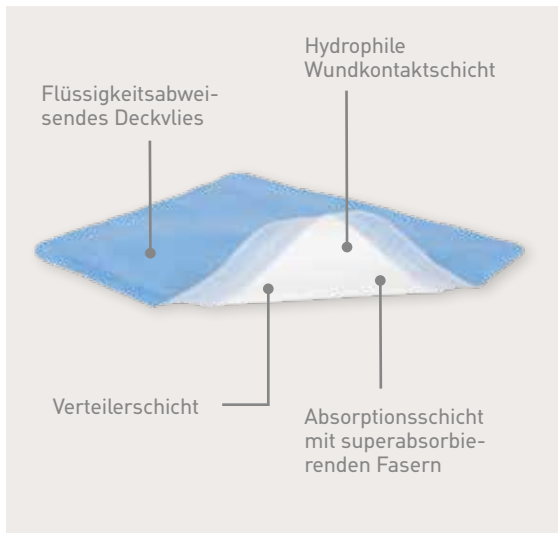 Hydrophile
Wundkontaktschicht
Flüssigkeitsabwei-
sendes Deckvlies
Verteilerschicht
Absorptionsschicht
mit superabsorbie-
renden Fasern